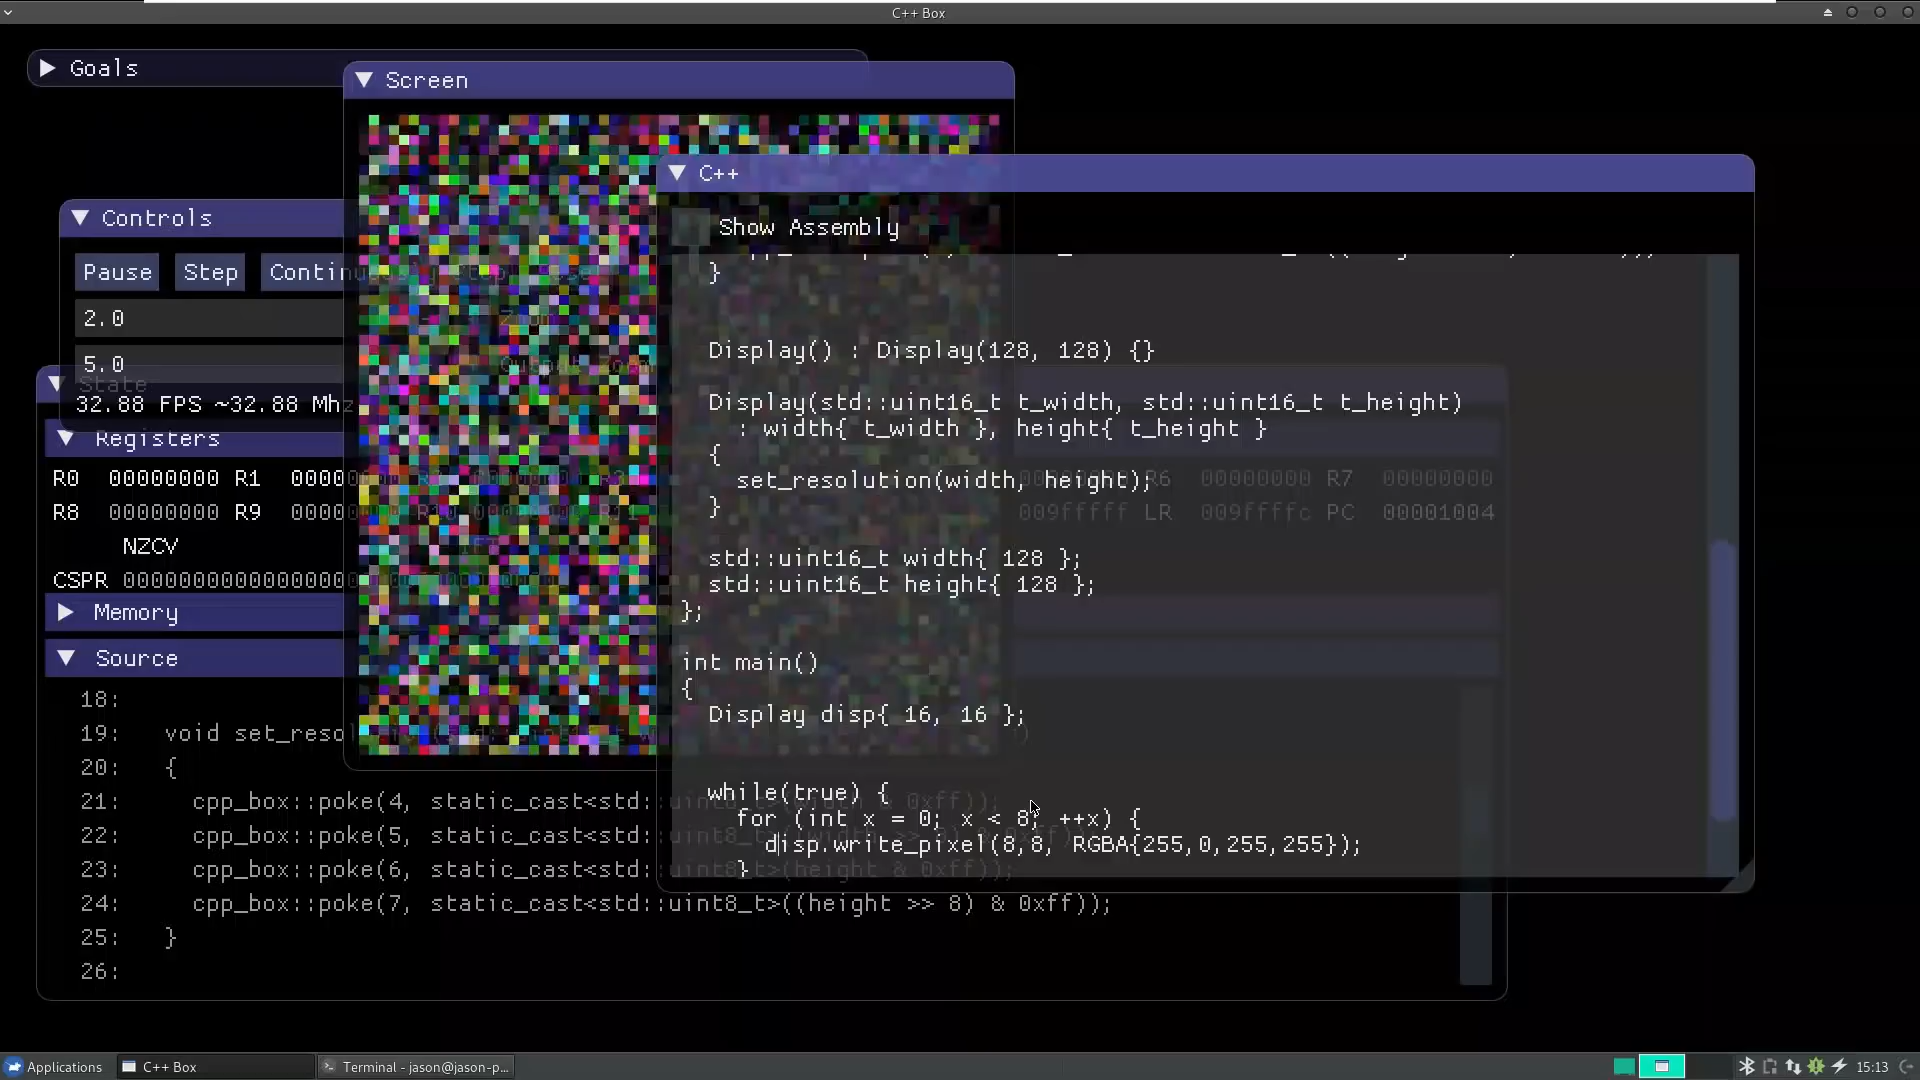 C++ Box
Goals
Screen
C++
Show Assembly
Controls
Pause Step
2.0
5.0
State
32.88 FPS ~32.88 Mhz
Registers
R0 00000000 R1
R6 00000000 R7 00000000
R8 00000000 R9
009fffff LR 009ffffc PC 00001004
NZCV
CSPR
Memory
Source
18:
19: void
20: {
21: cpp_box::poke(4, static_cast<std::
22: cpp_box::poke(5, static_cast<std::
23: cpp_box::poke(6, static_cast<std::uint8_t>(height & 0xff));
24: cpp_box::poke(7, static_cast<std::uint8_t>((height >> 8) & 0xff));
25: }
26:
}
Display() : Display(128, 128) {}
Display(std::uint16_t t_width, std::uint16_t t_height)
: width{ t_width }, height{ t_height }
{
set_resolution(width, height);
}
std::uint16_t width{ 128 };
std::uint16_t height{ 128 };
};
int main()
{
Display disp{ 16, 16 };
while(true) {
for (int x = 0; x < 8; ++x) {
disp.write_pixel(8,8, RGBA{255,0,255,255});
}
Applications C++ Box Terminal - jason@jason-p... 15:13